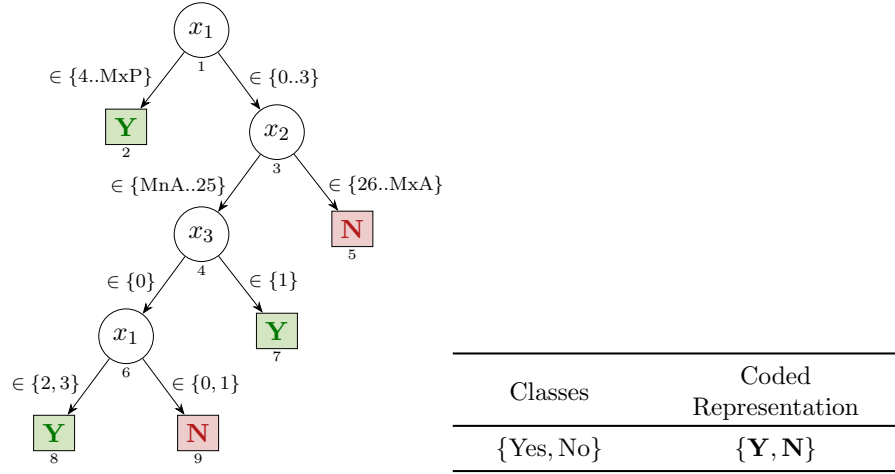 x₁
1
∈ {4..MxP}
∈ {0..3}
Y
2
x₂
3
∈ {MnA..25}
∈ {26..MxA}
x₃
4
N
5
∈ {0}
∈ {1}
x₁
6
Y
7
∈ {2, 3}
∈ {0, 1}
Y
8
N
9
Classes
Coded
Representation
{Yes, No}
{Y, N}